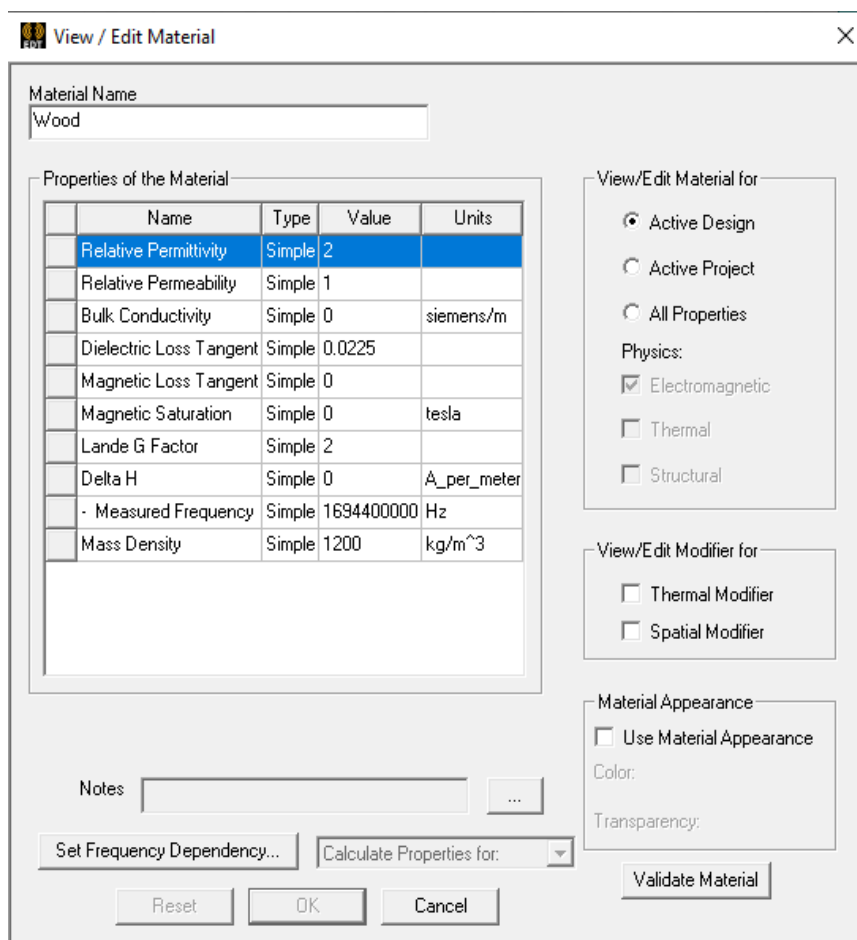 EDT View / Edit Material
Material Name
Wood
Properties of the Material
Name Type Value Units
Relative Permittivity Simple 2
Relative Permeability Simple 1
Bulk Conductivity Simple 0 siemens/m
Dielectric Loss Tangent Simple 0.0225
Magnetic Loss Tangent Simple 0
Magnetic Saturation Simple 0 tesla
Lande G Factor Simple 2
Delta H Simple 0 A_per_meter
- Measured Frequency Simple 1694400000 Hz
Mass Density Simple 1200 kg/m^3
View/Edit Material for
Active Design
Active Project
All Properties
Physics:
Electromagnetic
Thermal
Structural
View/Edit Modifier for
Thermal Modifier
Spatial Modifier
Material Appearance
Use Material Appearance
Color:
Transparency:
Notes ...
Set Frequency Dependency... Calculate Properties for:
Validate Material
Reset OK Cancel